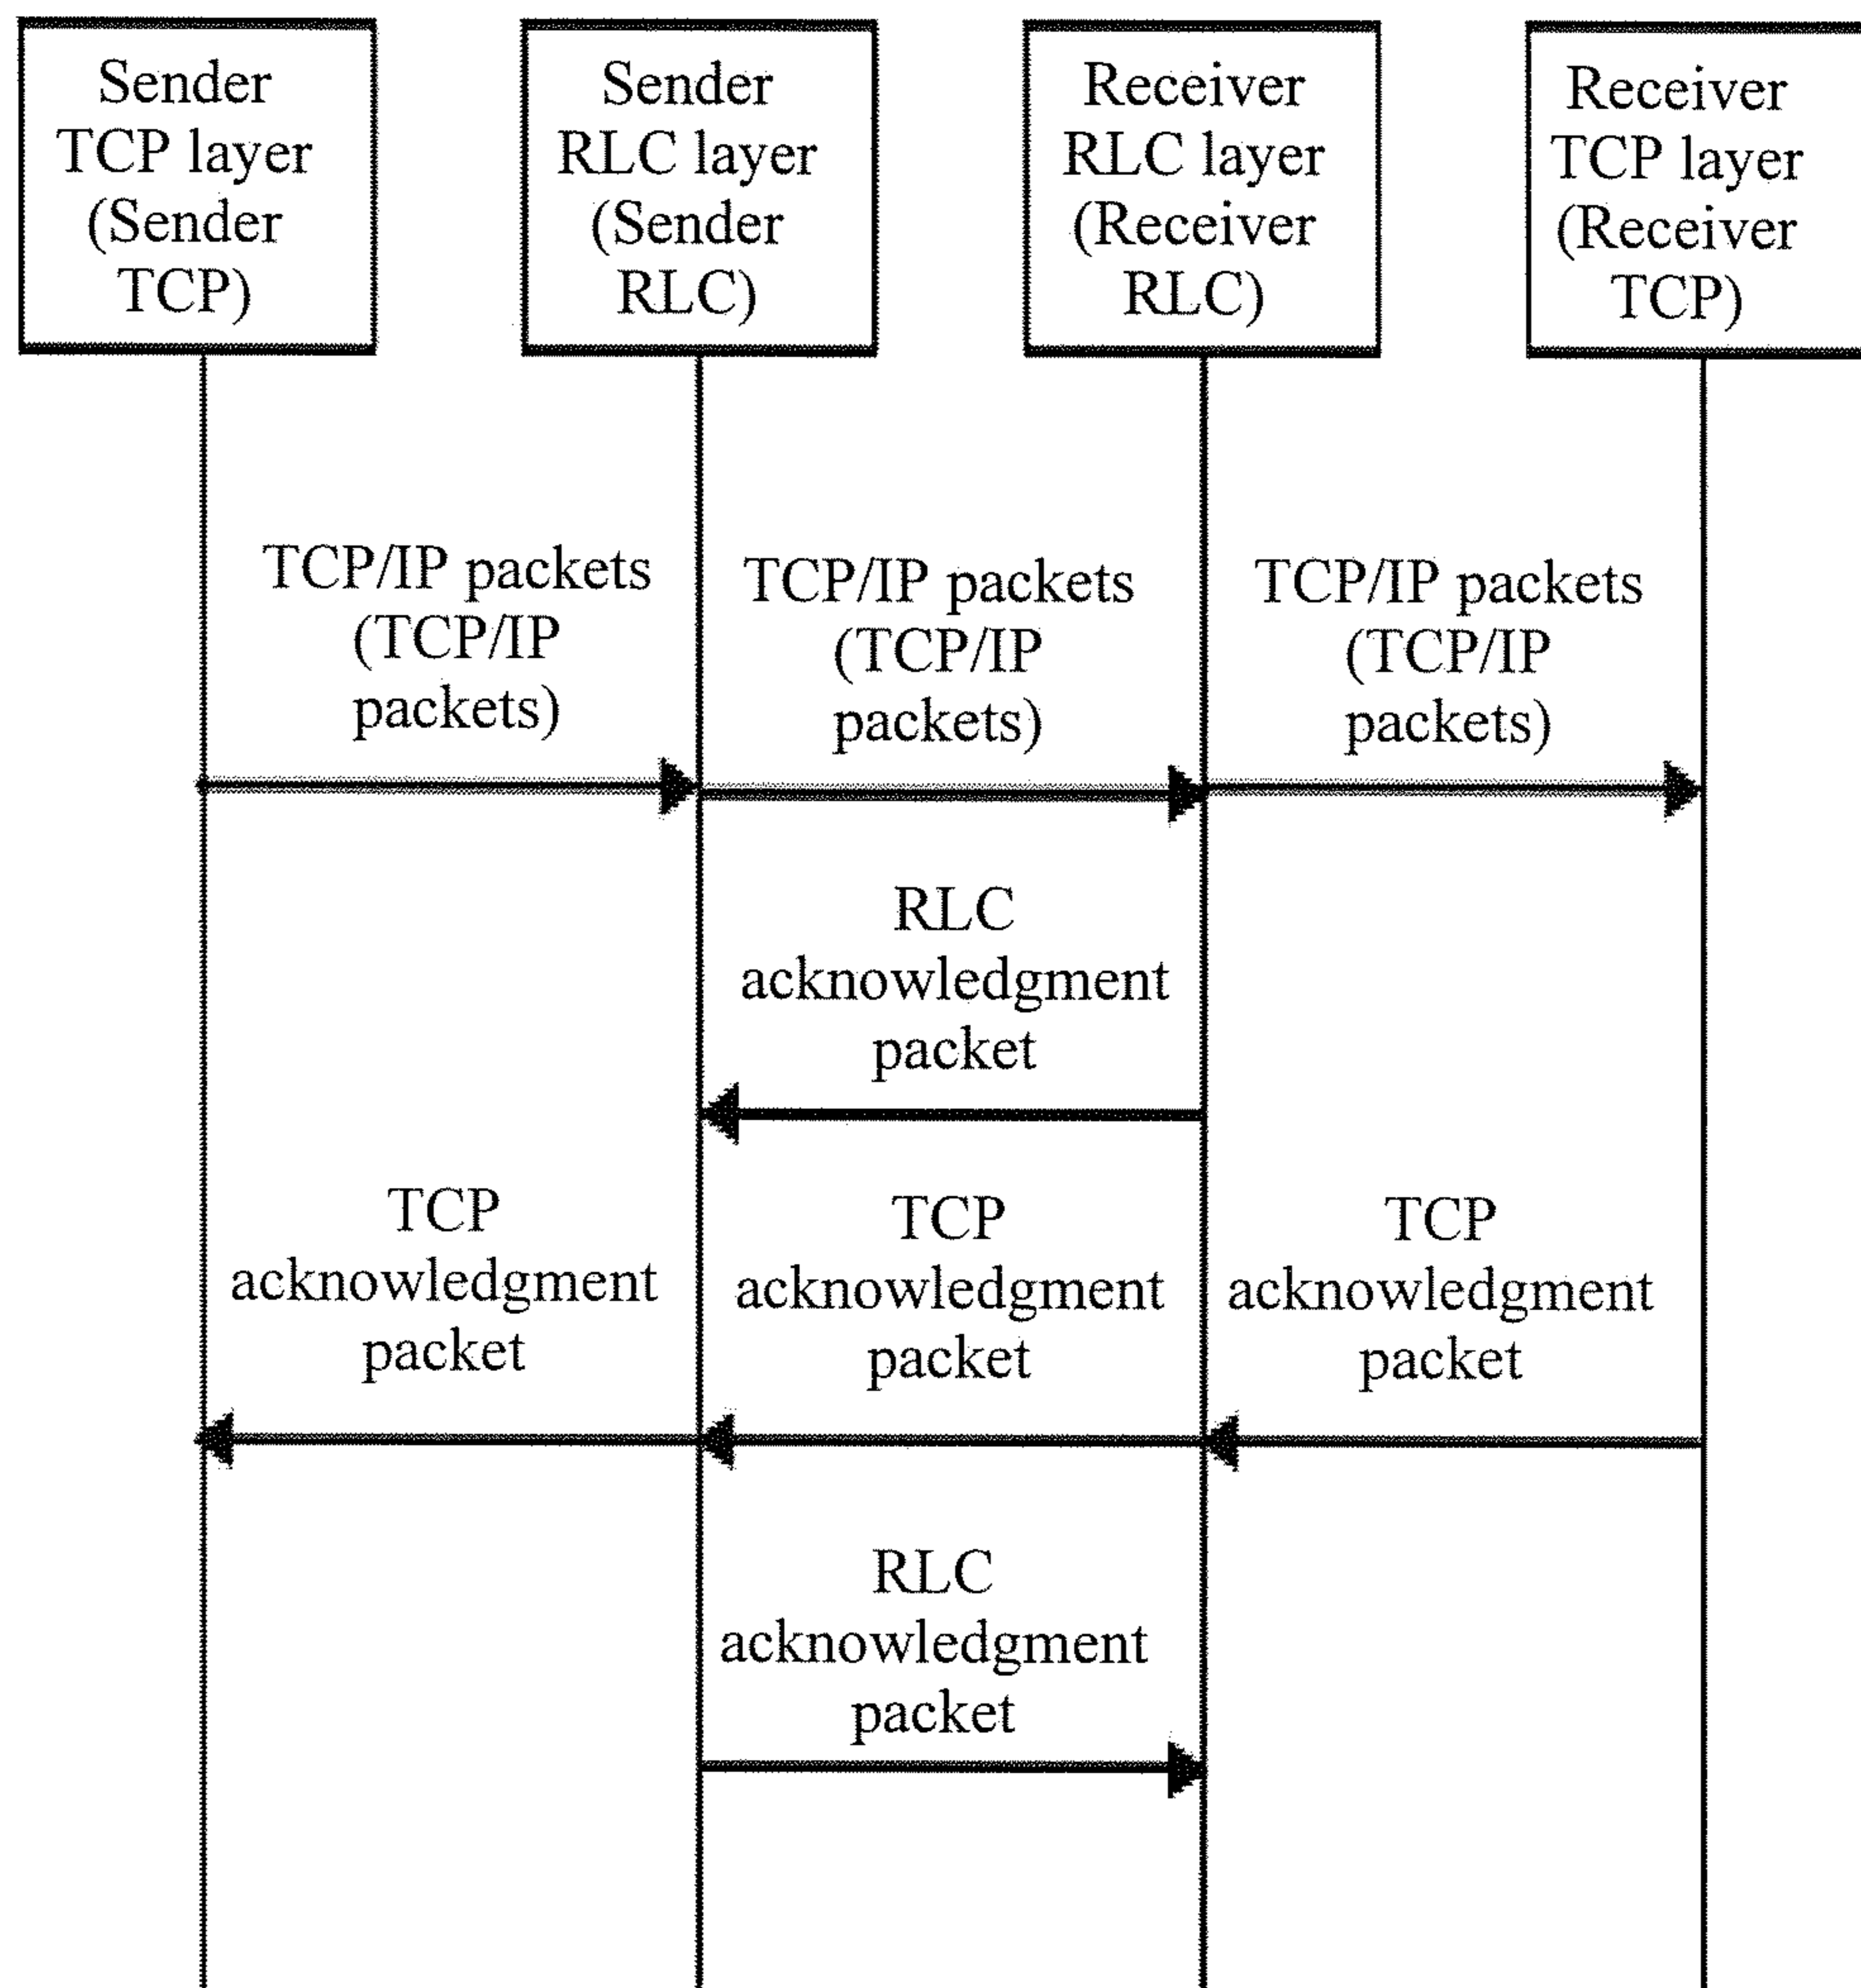 Sender
TCP layer
(Sender
TCP)
Sender
RLC layer
(Sender
RLC)
Receiver
RLC layer
(Receiver
RLC)
Receiver
TCP layer
(Receiver
TCP)
TCP/IP packets
(TCP/IP
packets)
TCP/IP packets
(TCP/IP
packets)
TCP/IP packets
(TCP/IP
packets)
RLC
acknowledgment
packet
TCP
acknowledgment
packet
TCP
acknowledgment
packet
TCP
acknowledgment
packet
RLC
acknowledgment
packet